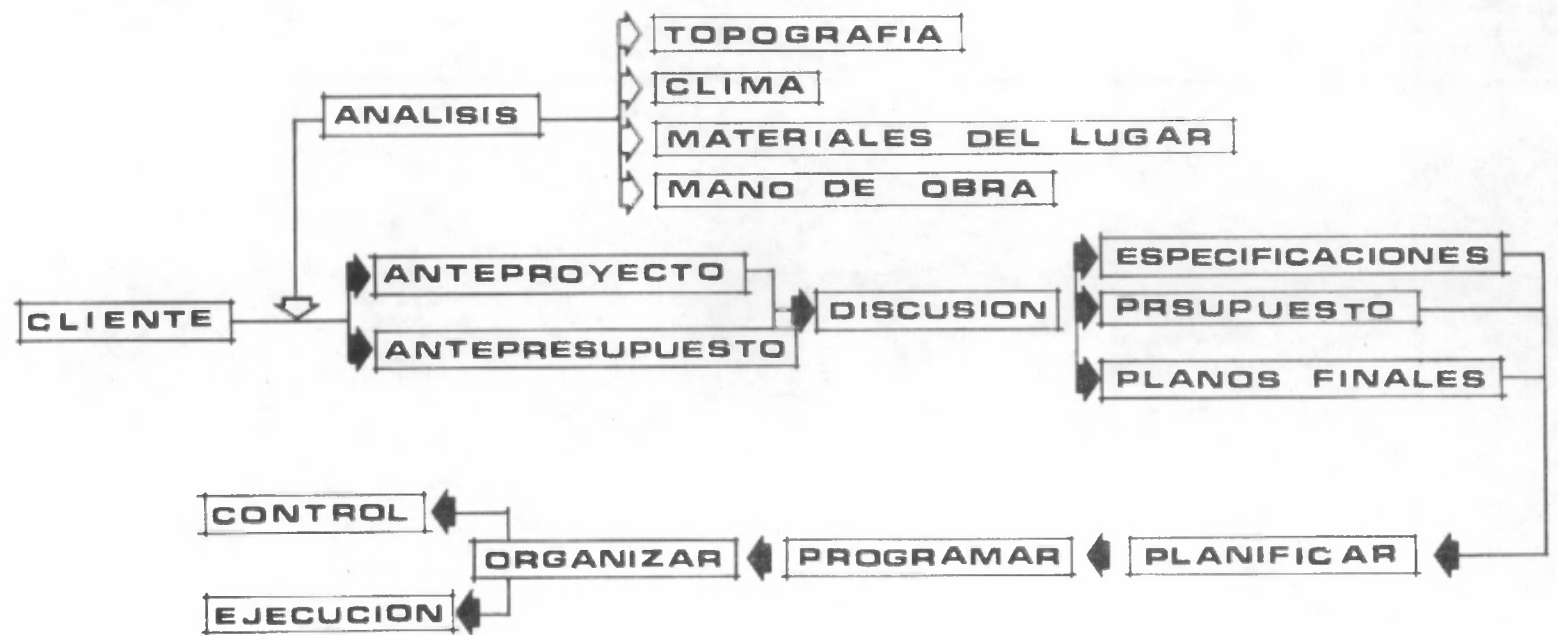 TOPOGRAFIA
CLIMA
ANALISIS
MATERIALES DEL LUGAR
MANO DE OBRA
ANTEPROYECTO
ESPECIFICACIONES
CLIENTE
DISCUSION
PRSUPUESTO
ANTEPRESUPUESTO
PLANOS FINALES
CONTROL
ORGANIZAR
PROGRAMAR
PLANIFICAR
EJECUCION